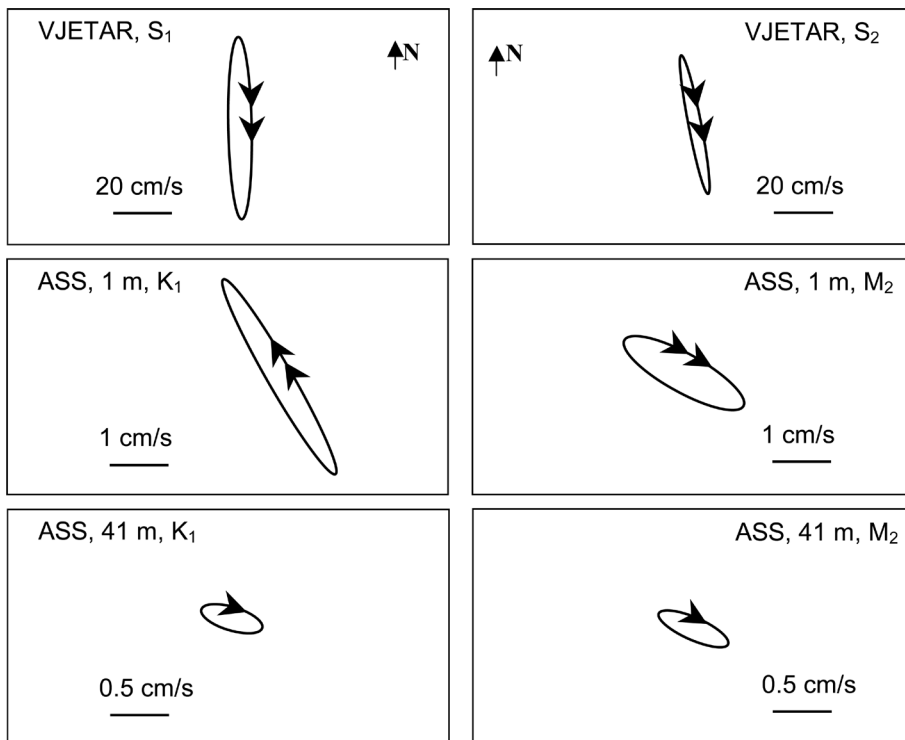 VJETAR, S₁
N
20 cm/s
VJETAR, S₂
N
20 cm/s
ASS, 1 m, K₁
1 cm/s
ASS, 1 m, M₂
1 cm/s
ASS, 41 m, K₁
0.5 cm/s
ASS, 41 m, M₂
0.5 cm/s